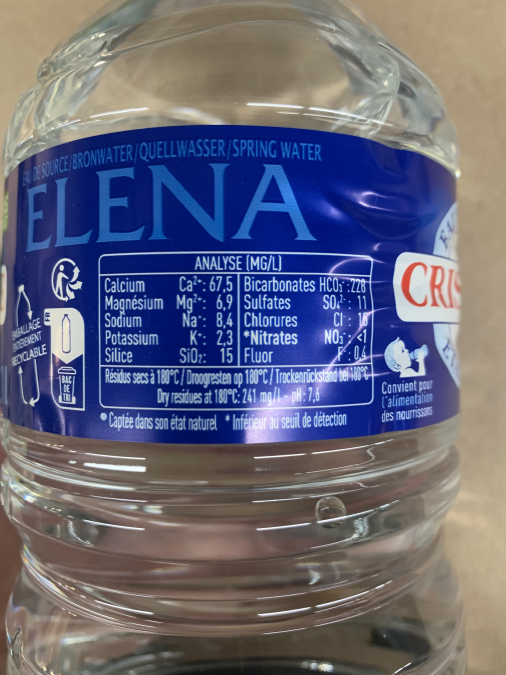 EAU DE SOURCE/BRONWATER/QUELLWASSER/SPRING WATER
ELENA
ANALYSE (MG/L)
Calcium Ca²⁺: 67,5
Magnésium Mg²⁺: 6,9
Sodium Na⁺: 8,4
Potassium K⁺: 2,3
Silice SiO₂: 15
Bicarbonates HCO₃⁻: 228
Sulfates SO₄²⁻: 11
Chlorures Cl⁻:
*Nitrates NO₃⁻: <1
Fluor F⁻:
Résidus secs à 180°C / Droogresten op 180°C / Trockenrückstand bei 180°C
Dry residues at 180°C: 241 mg/l - pH: 7,6
* Captée dans son état naturel * Inférieur au seuil de détection
CRIS
Convient pour
l'alimentation
des nourrissons
FR
BAC
DE
TRI
EMBALLAGE
ENTIÈREMENT
RECYCLABLE